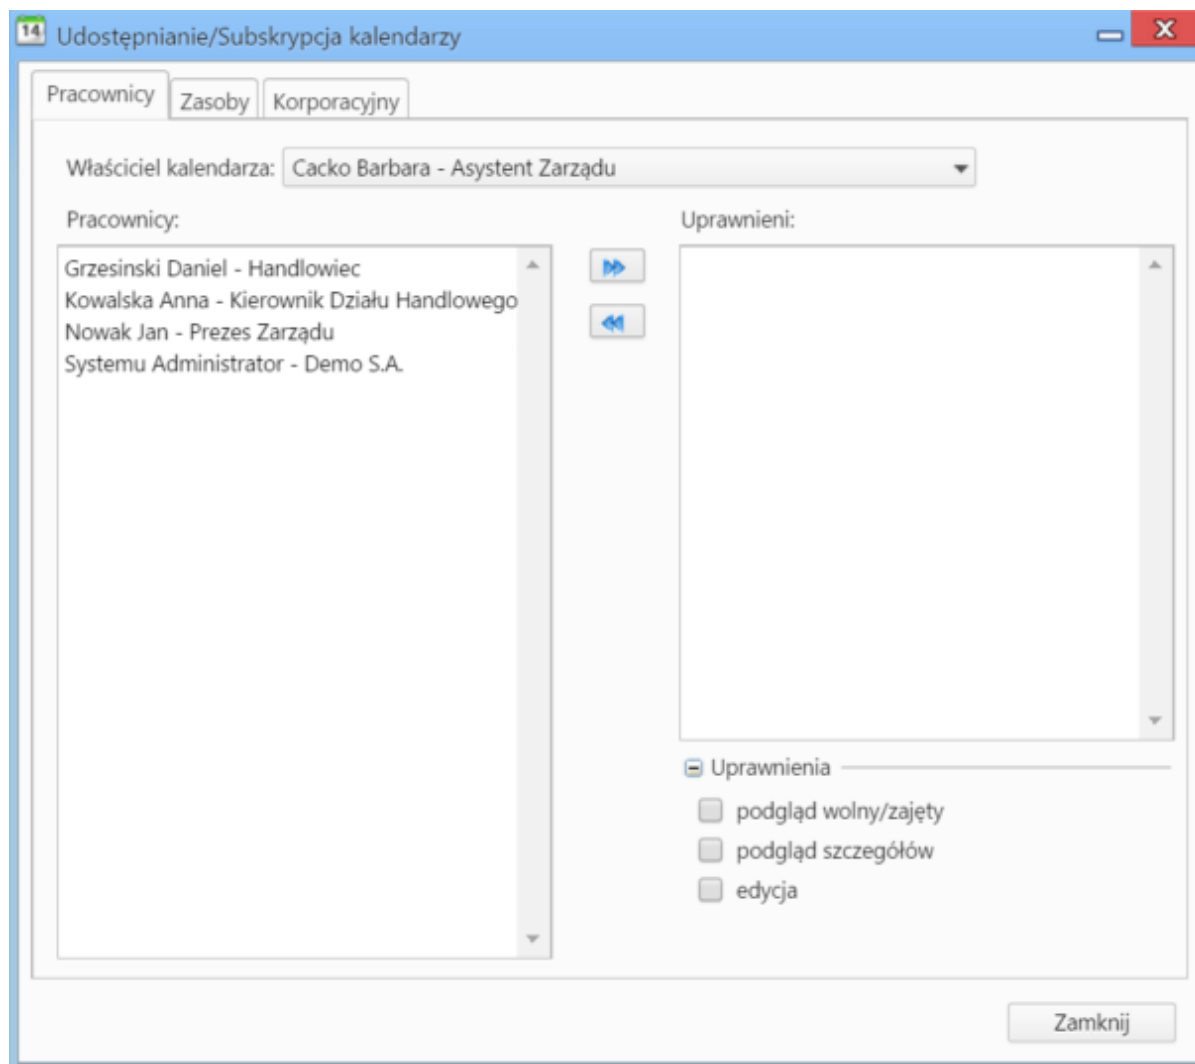 14 Udostępnianie/Subskrypcja kalendarzy
Pracownicy Zasoby Korporacyjny
Właściciel kalendarza: Cacko Barbara - Asystent Zarządu
Pracownicy: Uprawnieni:
Grzesinski Daniel - Handlowiec
Kowalska Anna - Kierownik Działu Handlowego
Nowak Jan - Prezes Zarządu
Systemu Administrator - Demo S.A.
Uprawnienia
podgląd wolny/zajęty
podgląd szczegółów
edycja
Zamknij